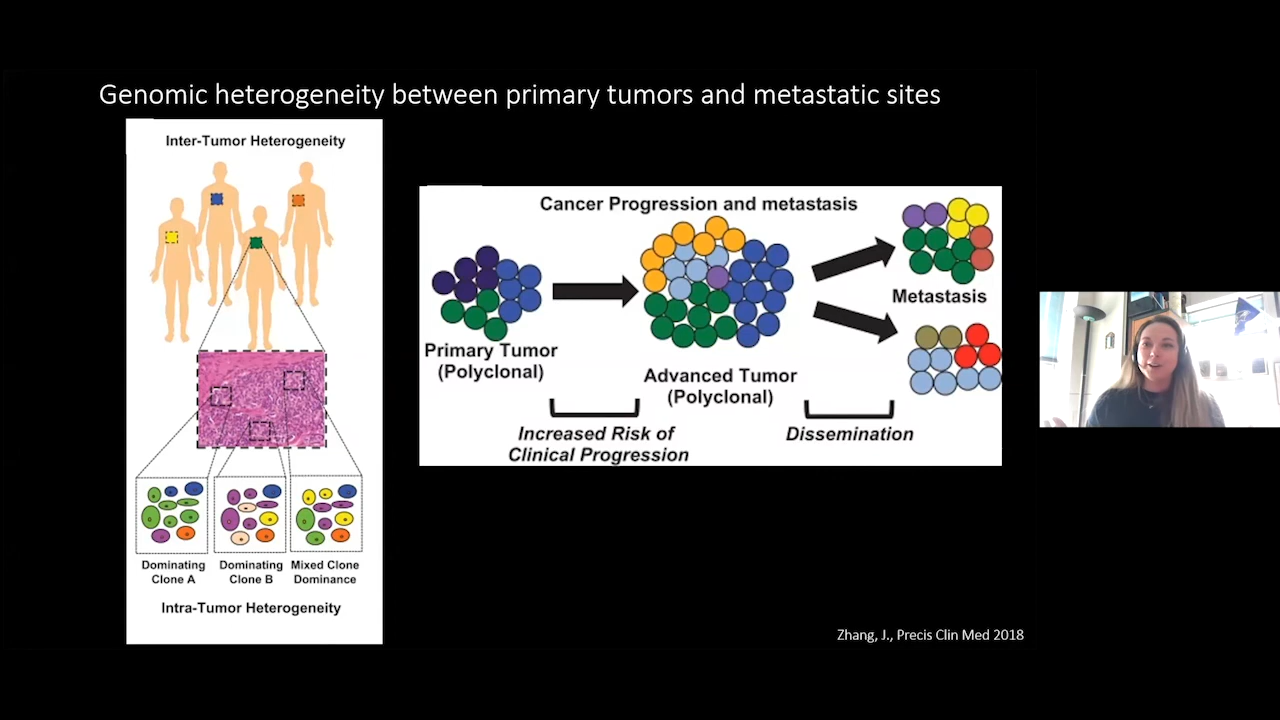 Genomic heterogeneity between primary tumors and metastatic sites
Inter-Tumor Heterogeneity
Dominating
Clone A
Dominating
Clone B
Mixed Clone
Dominance
Intra-Tumor Heterogeneity
Cancer Progression and metastasis
Primary Tumor
(Polyclonal)
Advanced Tumor
(Polyclonal)
Metastasis
Increased Risk of
Clinical Progression
Dissemination
Zhang, J., Precis Clin Med 2018